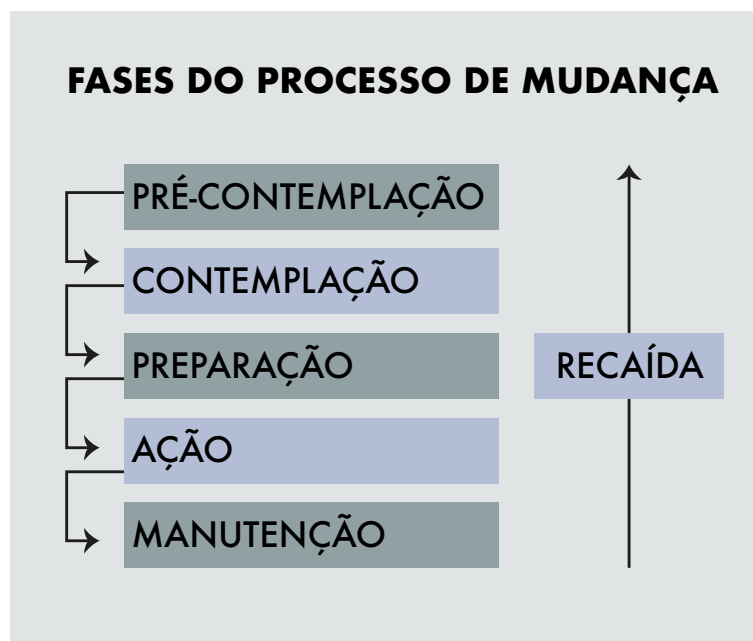 FASES DO PROCESSO DE MUDANÇA
PRÉ-CONTEMPLAÇÃO
CONTEMPLAÇÃO
PREPARAÇÃO
RECAÍDA
AÇÃO
MANUTENÇÃO